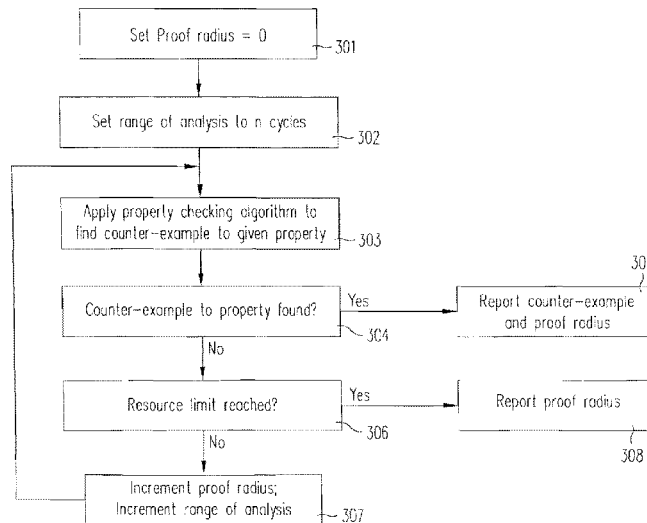 Set Proof radius = 0
301
Set range of analysis to n cycles
302
Apply property checking algorithm to
find counter-example to given property
303
Counter-example to property found?
304
Yes
30
Report counter-example
and proof radius
No
Resource limit reached?
306
Yes
Report proof radius
308
No
Increment proof radius;
Increment range of analysis
307